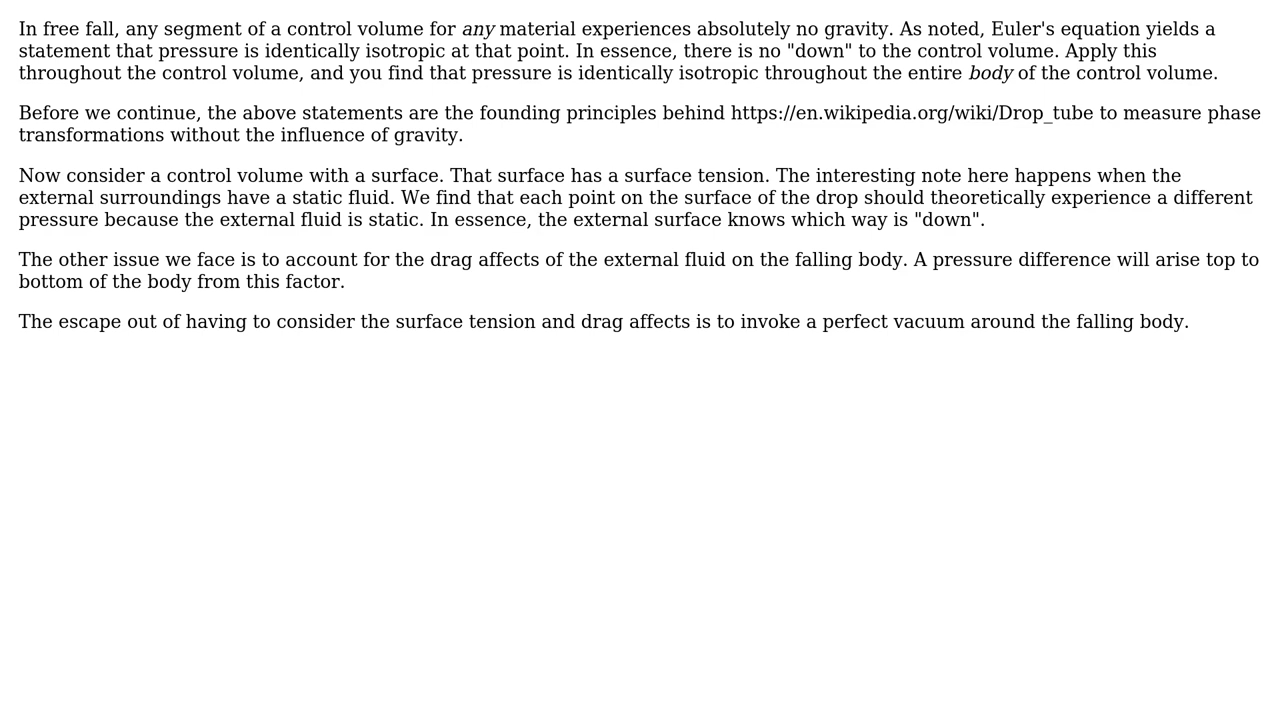 In free fall, any segment of a control volume for any material experiences absolutely no gravity. As noted, Euler's equation yields a
statement that pressure is identically isotropic at that point. In essence, there is no "down" to the control volume. Apply this
throughout the control volume, and you find that pressure is identically isotropic throughout the entire body of the control volume.
Before we continue, the above statements are the founding principles behind https://en.wikipedia.org/wiki/Drop_tube to measure phase
transformations without the influence of gravity.
Now consider a control volume with a surface. That surface has a surface tension. The interesting note here happens when the
external surroundings have a static fluid. We find that each point on the surface of the drop should theoretically experience a different
pressure because the external fluid is static. In essence, the external surface knows which way is "down".
The other issue we face is to account for the drag affects of the external fluid on the falling body. A pressure difference will arise top to
bottom of the body from this factor.
The escape out of having to consider the surface tension and drag affects is to invoke a perfect vacuum around the falling body.